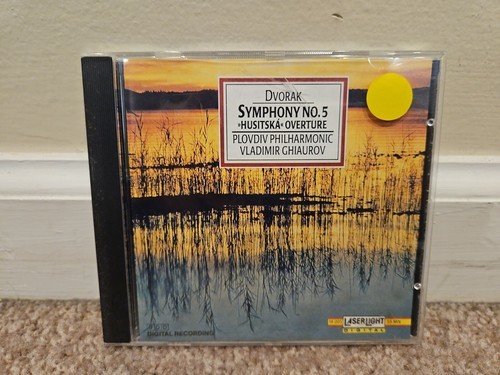 DVORAK
SYMPHONY NO. 5
»HUSITSKÁ« OVERTURE
PLOVDIV PHILHARMONIC
VLADIMIR GHIAUROV
DIGITAL RECORDING
LASERLIGHT
DIGITAL